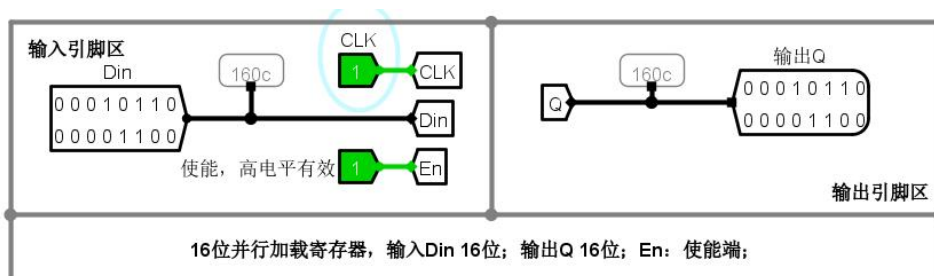 输入引脚区
Din
0 0 0 1 0 1 1 0
0 0 0 0 1 1 0 0
160c
CLK
1
CLK
Din
使能，高电平有效
1
En
Q
160c
输出Q
0 0 0 1 0 1 1 0
0 0 0 0 1 1 0 0
输出引脚区
16位并行加载寄存器，输入Din 16位；输出Q 16位；En：使能端；